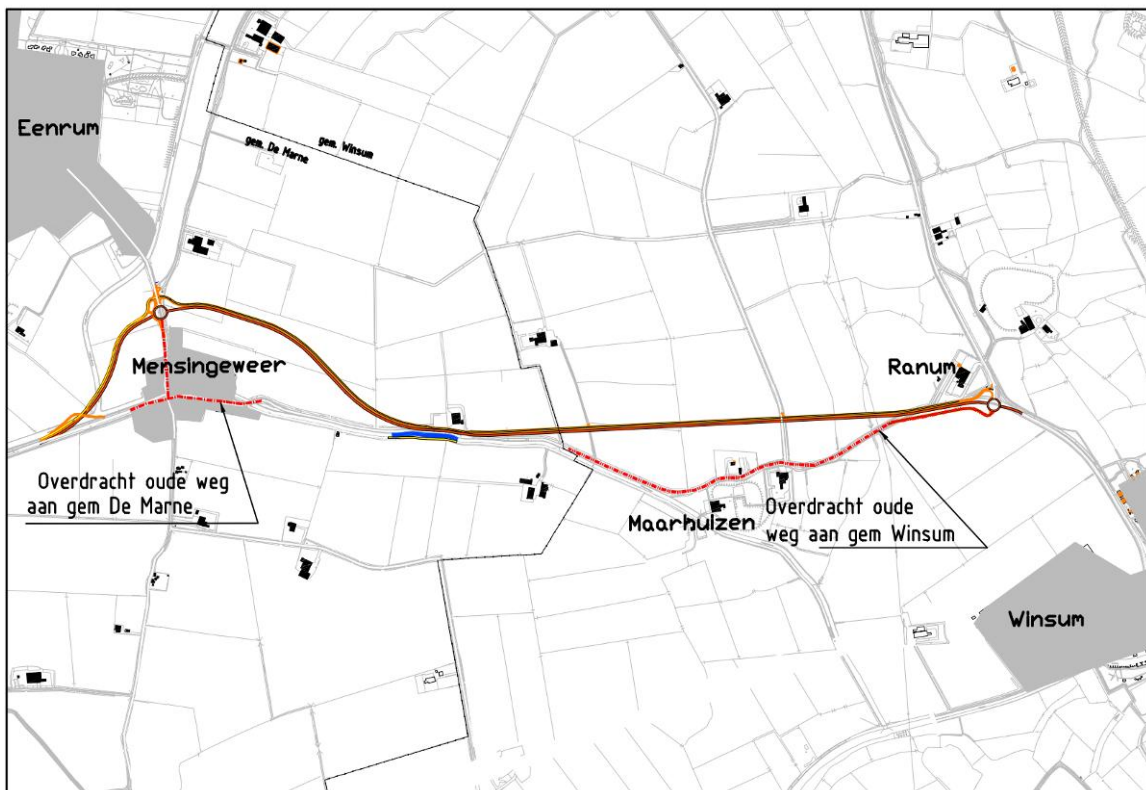 Eenrum
gem. De Marne
gem. Winsum
Mensingeweer
Ranum
Overdracht oude weg
aan gem De Marne
Maarhuizen
Overdracht oude
weg aan gem Winsum
Winsum